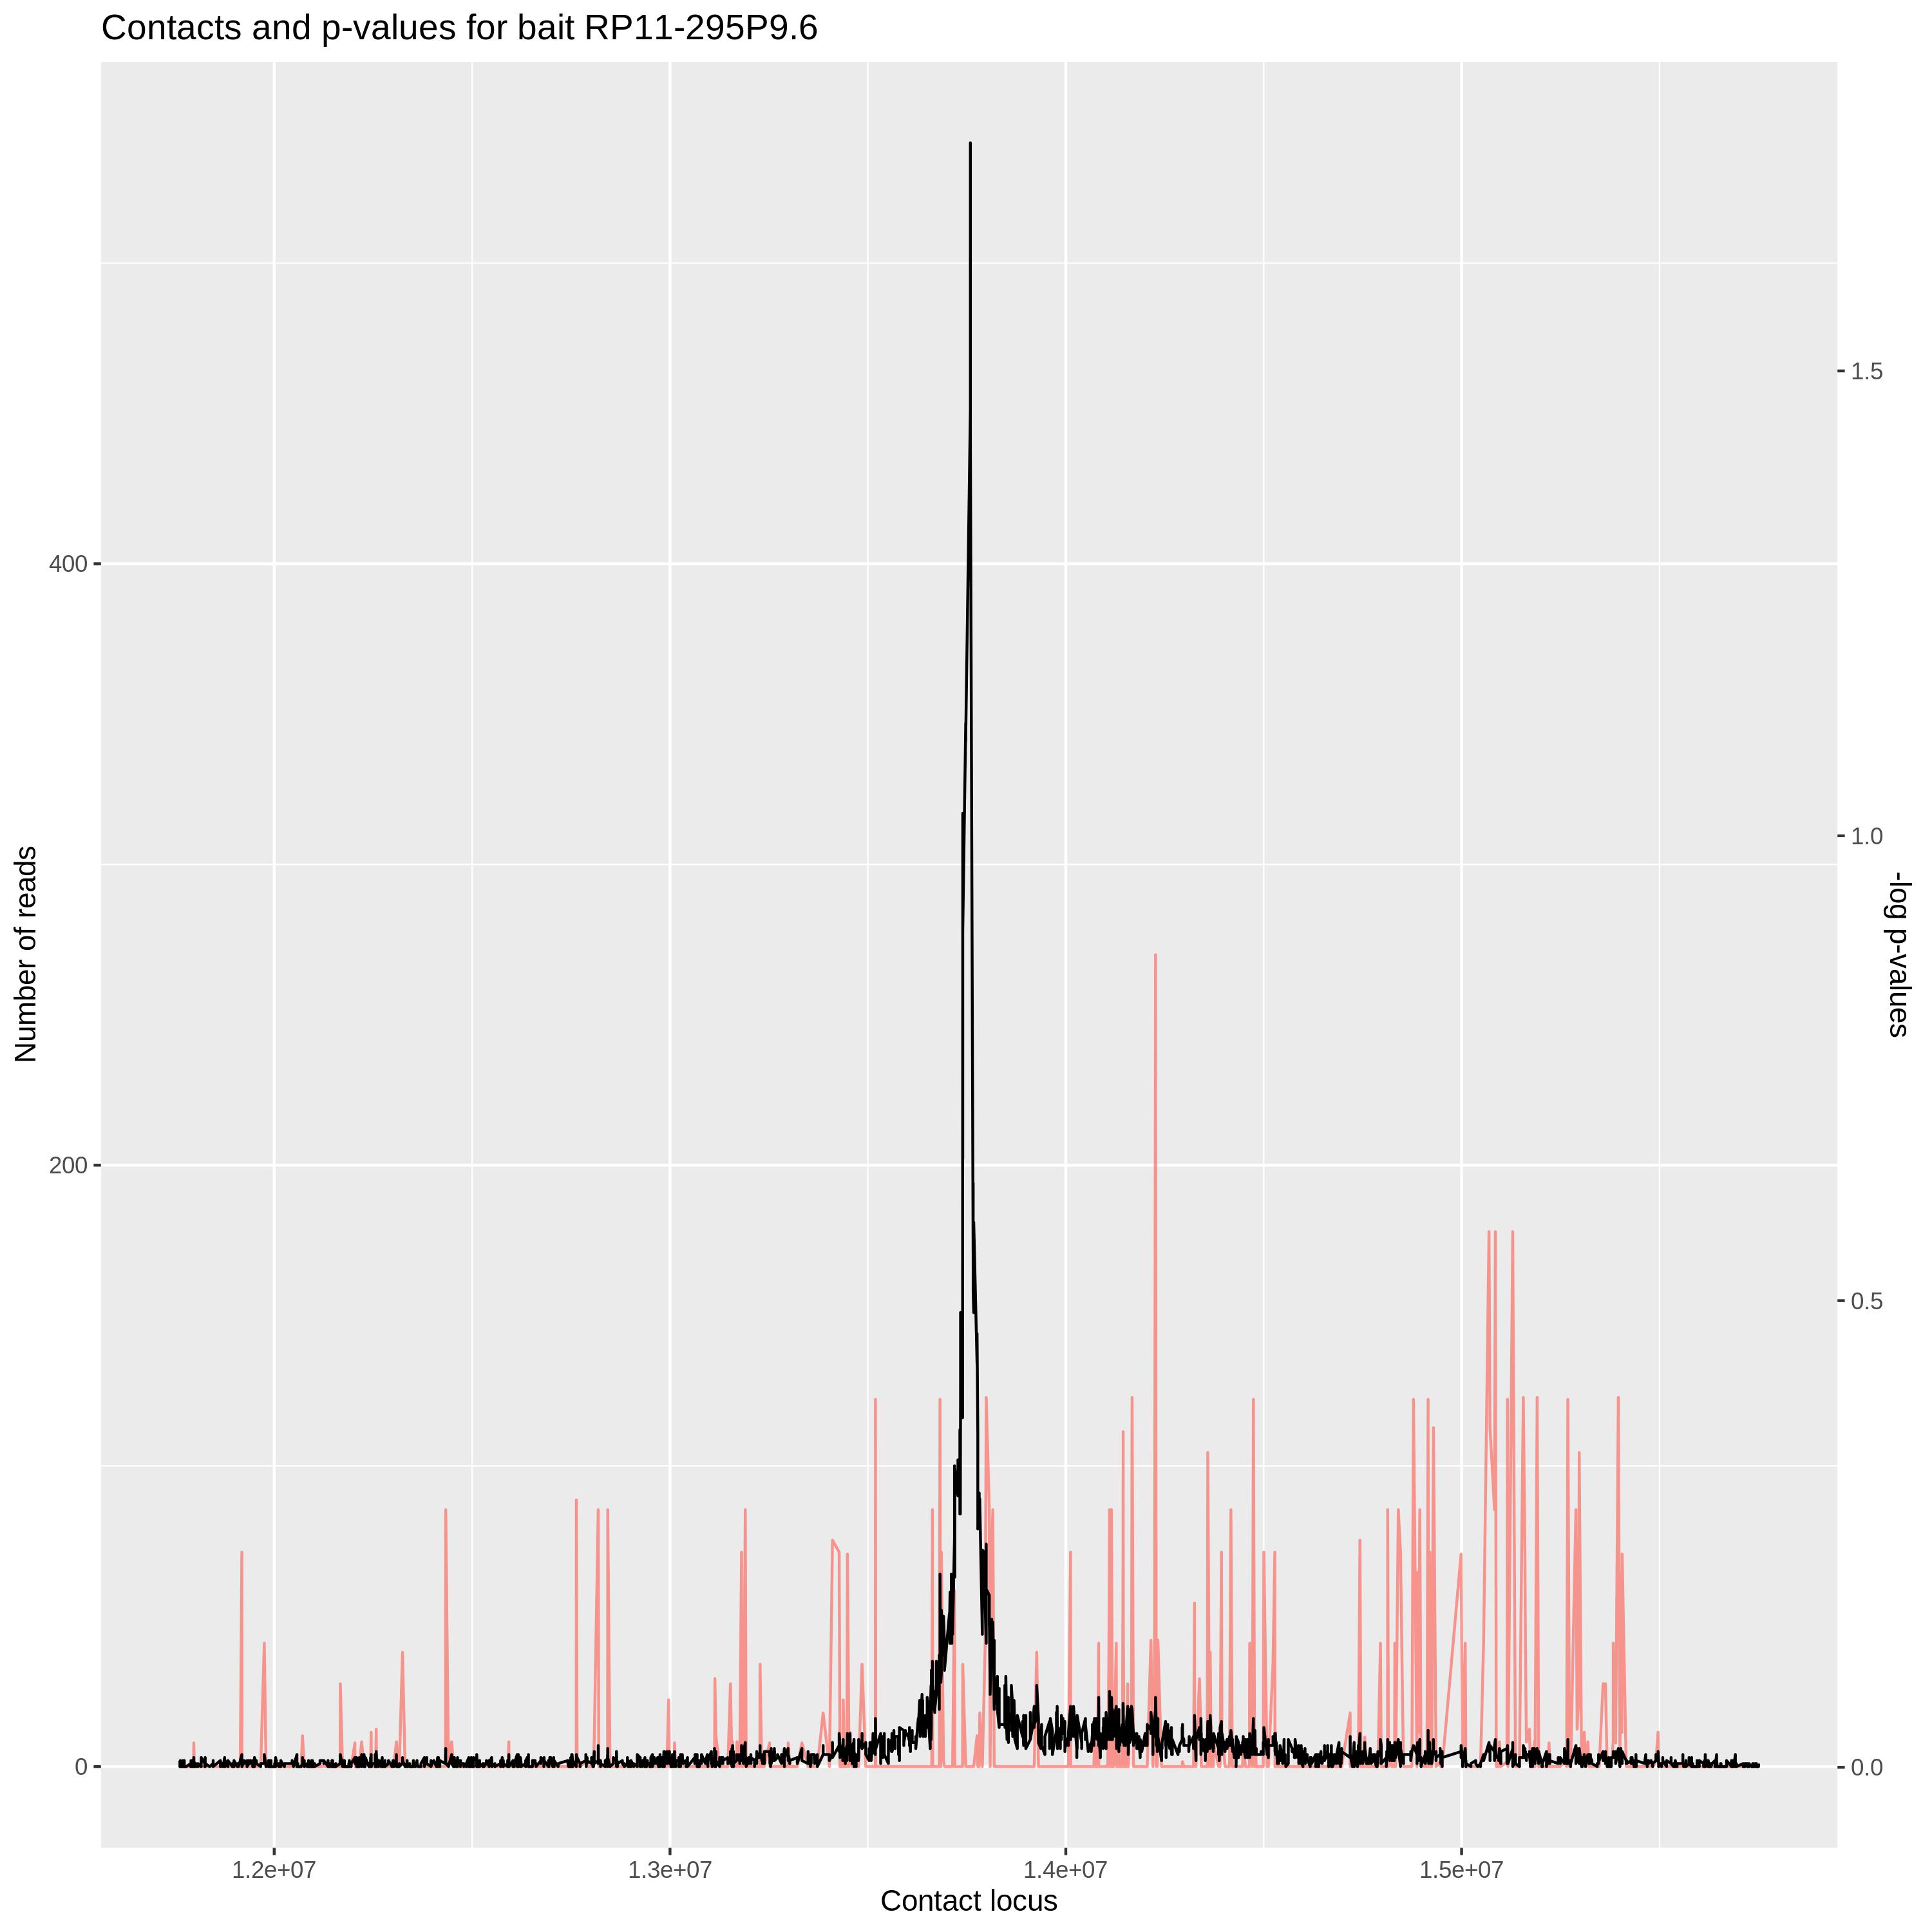 Contacts and p-values for bait RP11-295P9.6
Number of reads
400
200
0
1.5
1.0
0.5
0.0
-log p-values
1.2e+07
1.3e+07
1.4e+07
1.5e+07
Contact locus